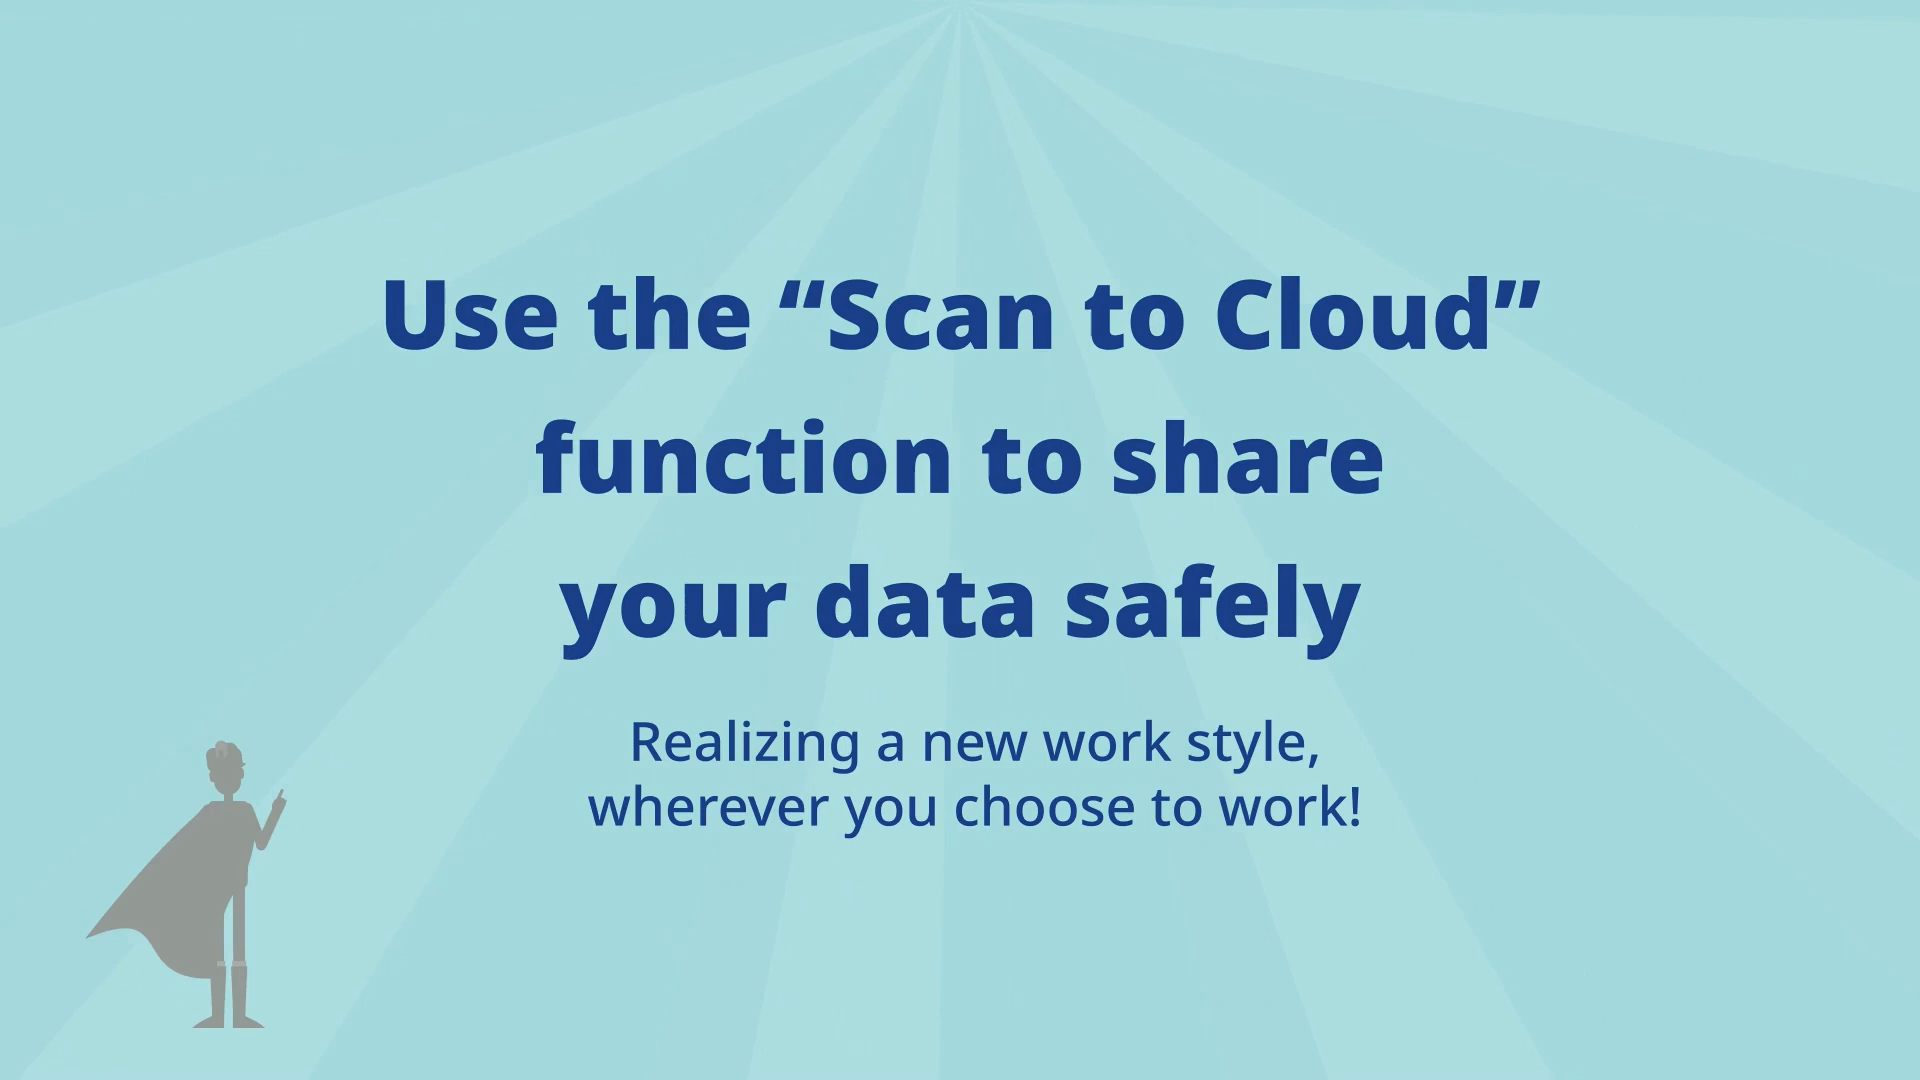 Use the “Scan to Cloud”
function to share
your data safely
Realizing a new work style,
wherever you choose to work!